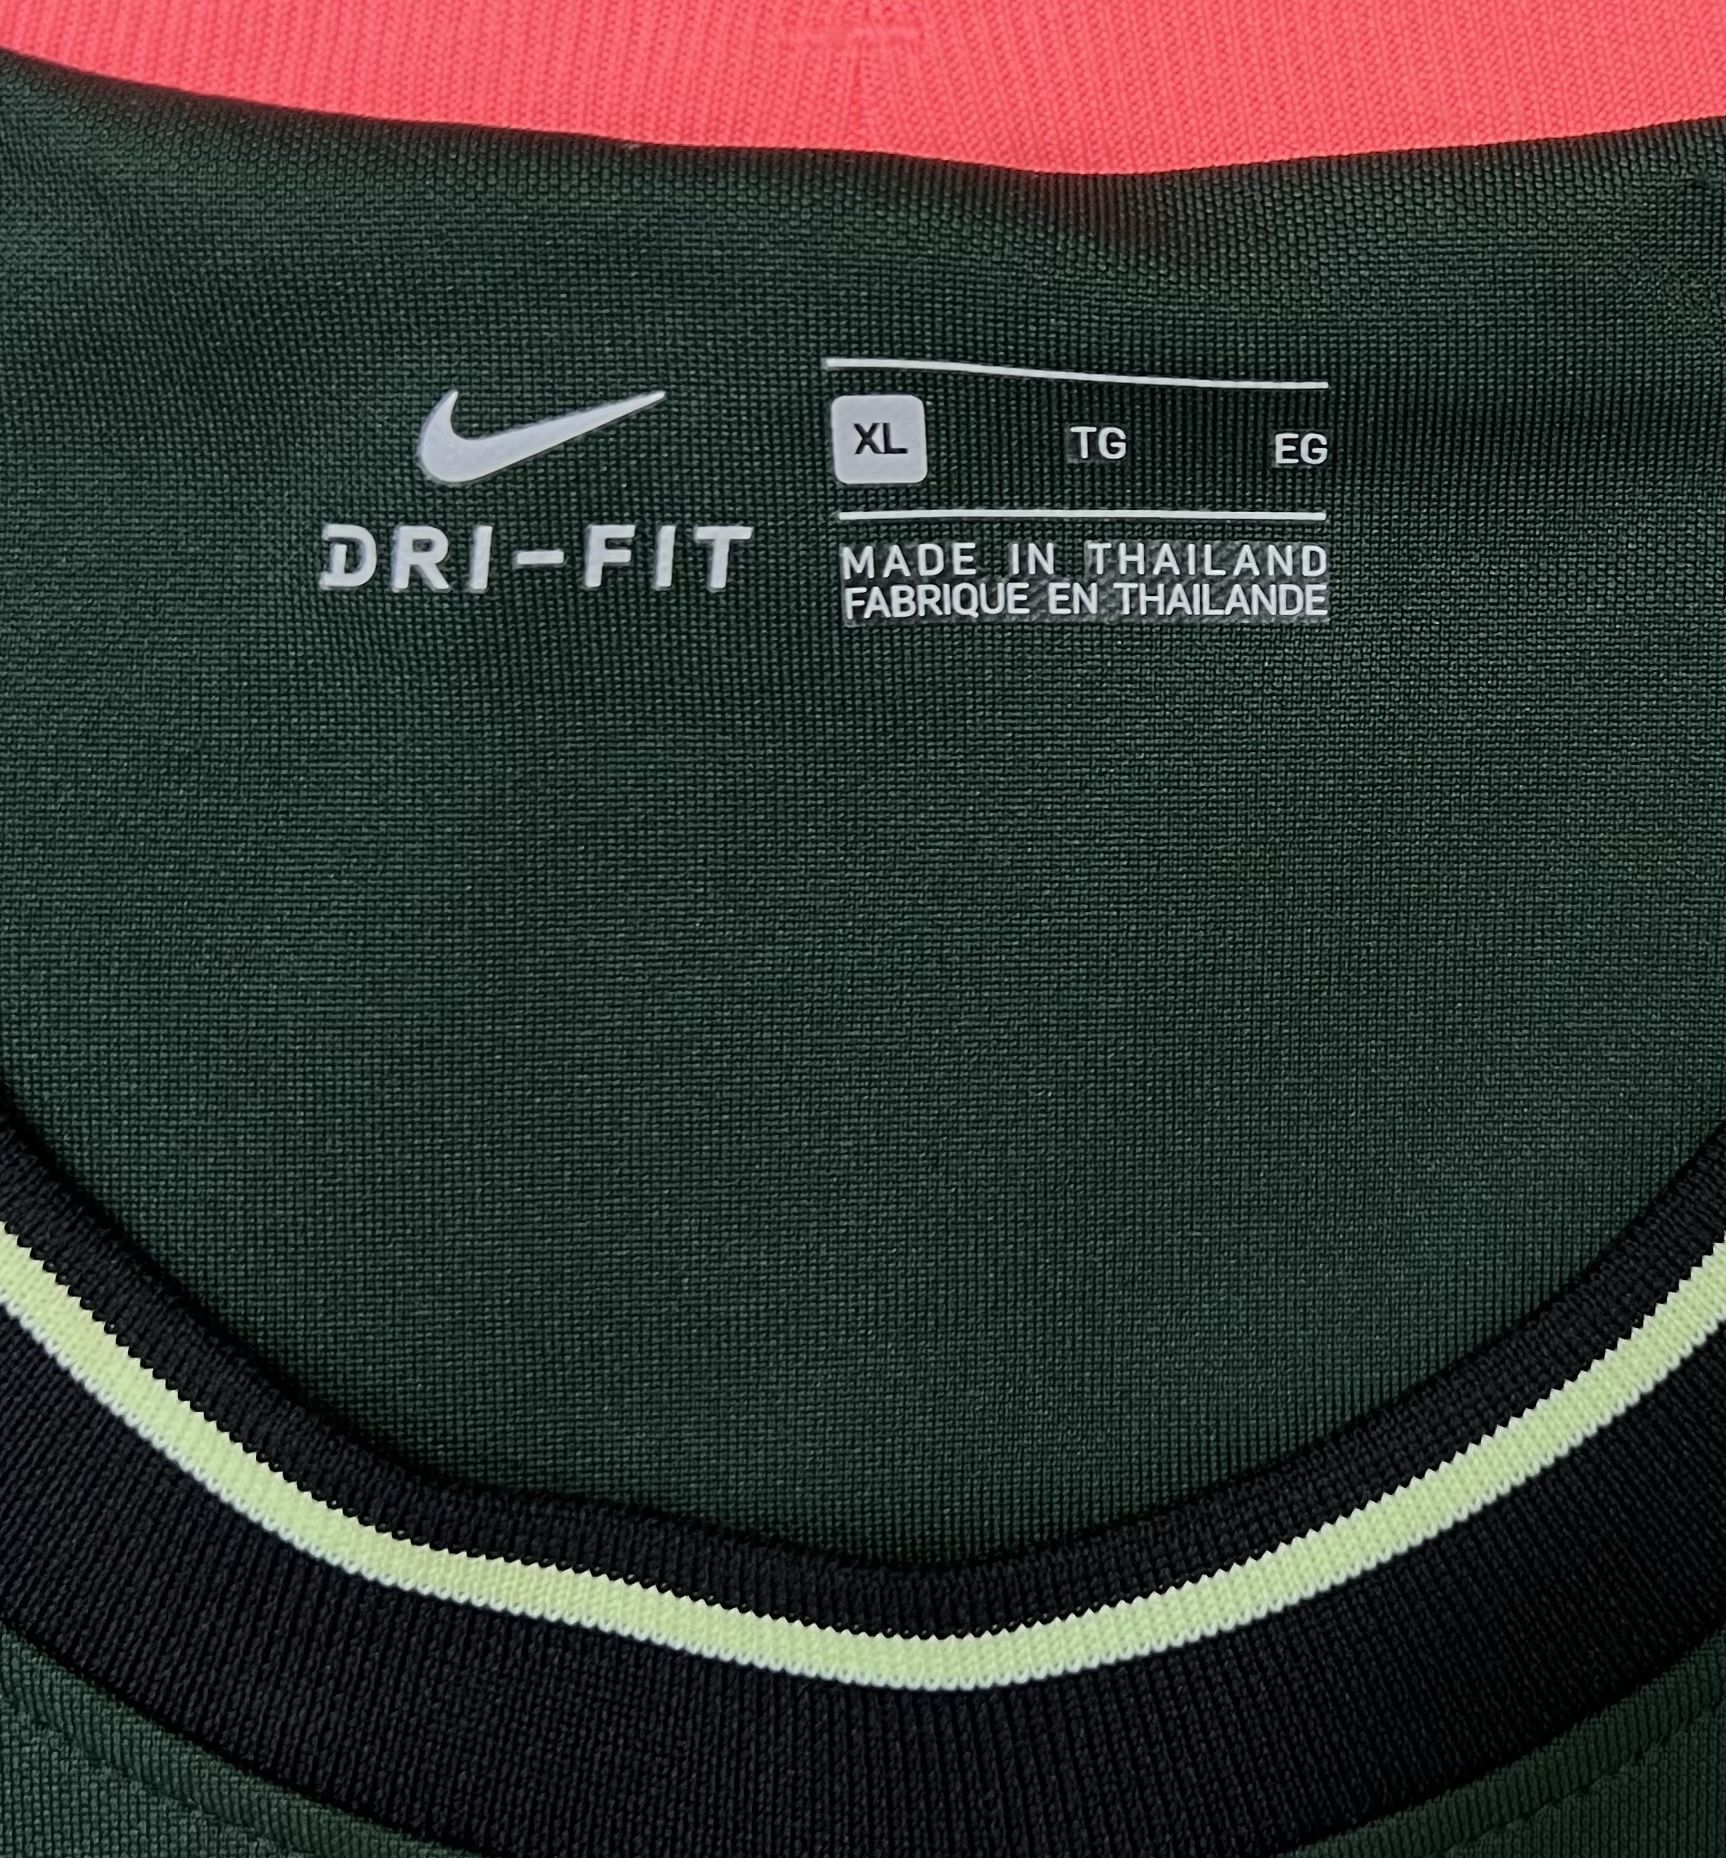 DRI-FIT
XL TG EG
MADE IN THAILAND
FABRIQUE EN THAILANDE